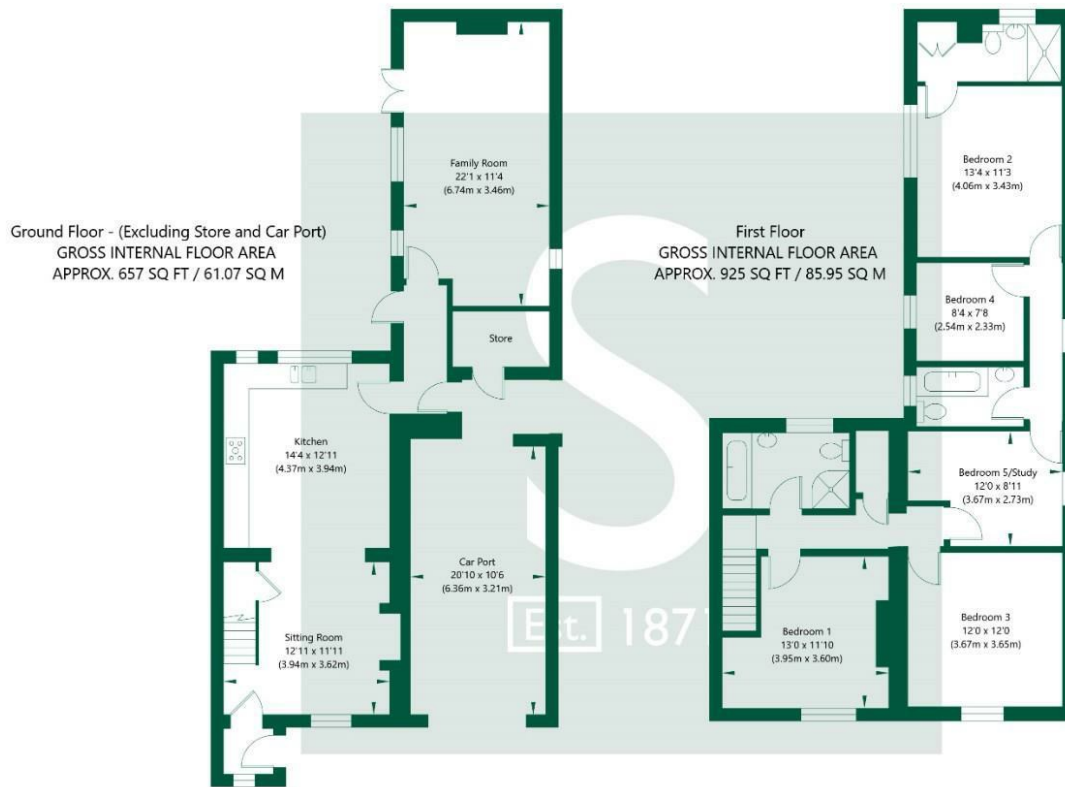 Ground Floor - (Excluding Store and Car Port)
GROSS INTERNAL FLOOR AREA
APPROX. 657 SQ FT / 61.07 SQ M
Family Room
22'1 x 11'4
(6.74m x 3.46m)
Store
Kitchen
14'4 x 12'11
(4.37m x 3.94m)
Car Port
20'10 x 10'6
(6.36m x 3.21m)
Sitting Room
12'11 x 11'11
(3.94m x 3.62m)
First Floor
GROSS INTERNAL FLOOR AREA
APPROX. 925 SQ FT / 85.95 SQ M
Bedroom 2
13'4 x 11'3
(4.06m x 3.43m)
Bedroom 4
8'4 x 7'8
(2.54m x 2.33m)
Bedroom 5/Study
12'0 x 8'11
(3.67m x 2.73m)
Bedroom 1
13'0 x 11'10
(3.95m x 3.60m)
Bedroom 3
12'0 x 12'0
(3.67m x 3.65m)
S
Est. 187